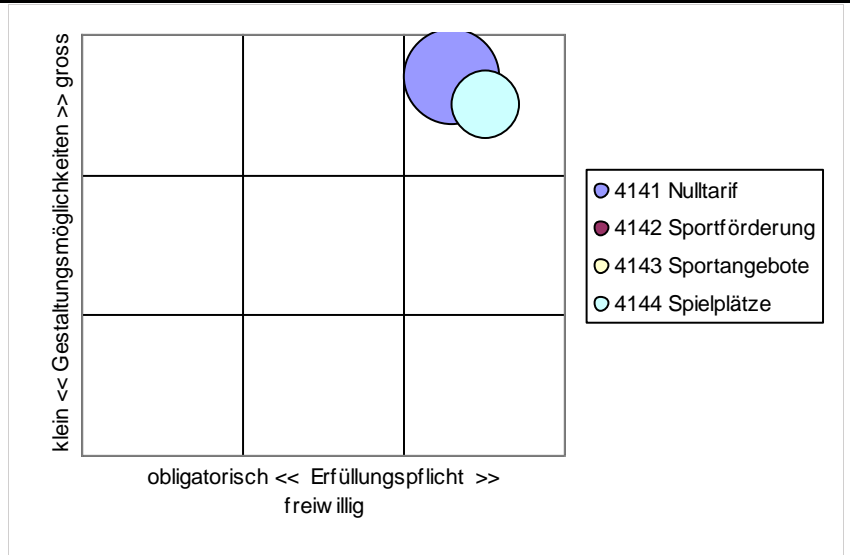 klein << Gestaltungsmöglichkeiten >> gross
4141 Nulltarif
4142 Sportförderung
4143 Sportangebote
4144 Spielplätze
obligatorisch << Erfüllungspflicht >>
freiwillig